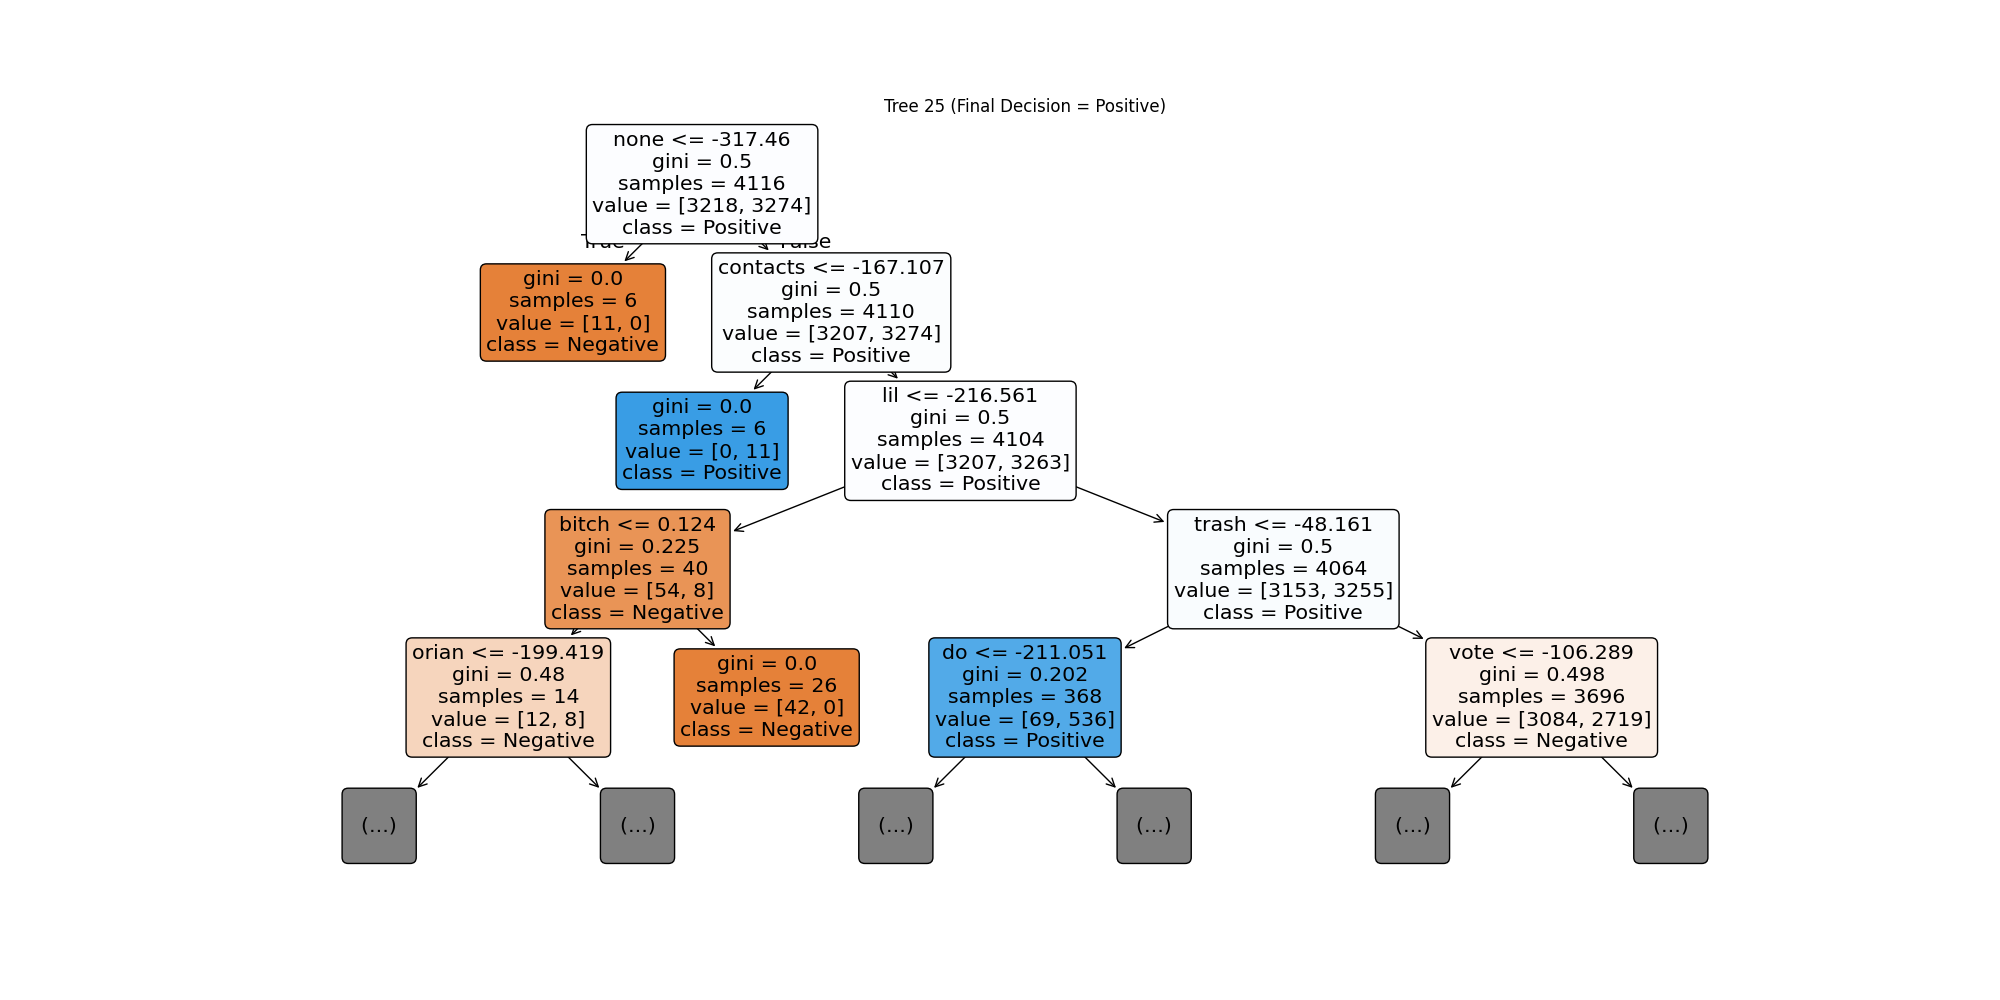 Tree 25 (Final Decision = Positive)
none <= -317.46
gini = 0.5
samples = 4116
value = [3218, 3274]
class = Positive
True
False
gini = 0.0
samples = 6
value = [11, 0]
class = Negative
contacts <= -167.107
gini = 0.5
samples = 4110
value = [3207, 3274]
class = Positive
gini = 0.0
samples = 6
value = [0, 11]
class = Positive
lil <= -216.561
gini = 0.5
samples = 4104
value = [3207, 3263]
class = Positive
bitch <= 0.124
gini = 0.225
samples = 40
value = [54, 8]
class = Negative
trash <= -48.161
gini = 0.5
samples = 4064
value = [3153, 3255]
class = Positive
orian <= -199.419
gini = 0.48
samples = 14
value = [12, 8]
class = Negative
gini = 0.0
samples = 26
value = [42, 0]
class = Negative
do <= -211.051
gini = 0.202
samples = 368
value = [69, 536]
class = Positive
vote <= -106.289
gini = 0.498
samples = 3696
value = [3084, 2719]
class = Negative
(...)
(...)
(...)
(...)
(...)
(...)